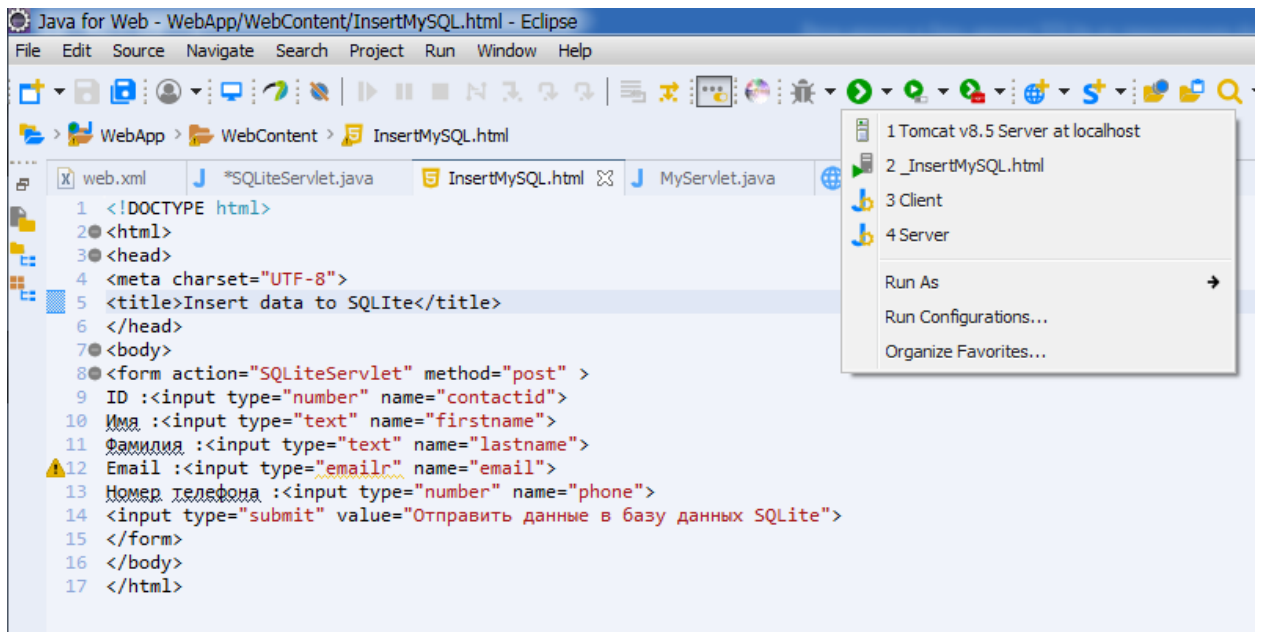 Java for Web - WebApp/WebContent/InsertMySQL.html - Eclipse
File Edit Source Navigate Search Project Run Window Help
WebApp > WebContent > InsertMySQL.html
web.xml *SQLiteServlet.java InsertMySQL.html MyServlet.java
1 Tomcat v8.5 Server at localhost
2 _InsertMySQL.html
3 Client
4 Server
Run As
Run Configurations...
Organize Favorites...
1 <!DOCTYPE html>
2 <html>
3 <head>
4 <meta charset="UTF-8">
5 <title>Insert data to SQLIte</title>
6 </head>
7 <body>
8 <form action="SQLiteServlet" method="post" >
9 ID :<input type="number" name="contactid">
10 Имя :<input type="text" name="firstname">
11 Фамилия :<input type="text" name="lastname">
12 Email :<input type="emailr" name="email">
13 Номер телефона :<input type="number" name="phone">
14 <input type="submit" value="Отправить данные в базу данных SQLite">
15 </form>
16 </body>
17 </html>